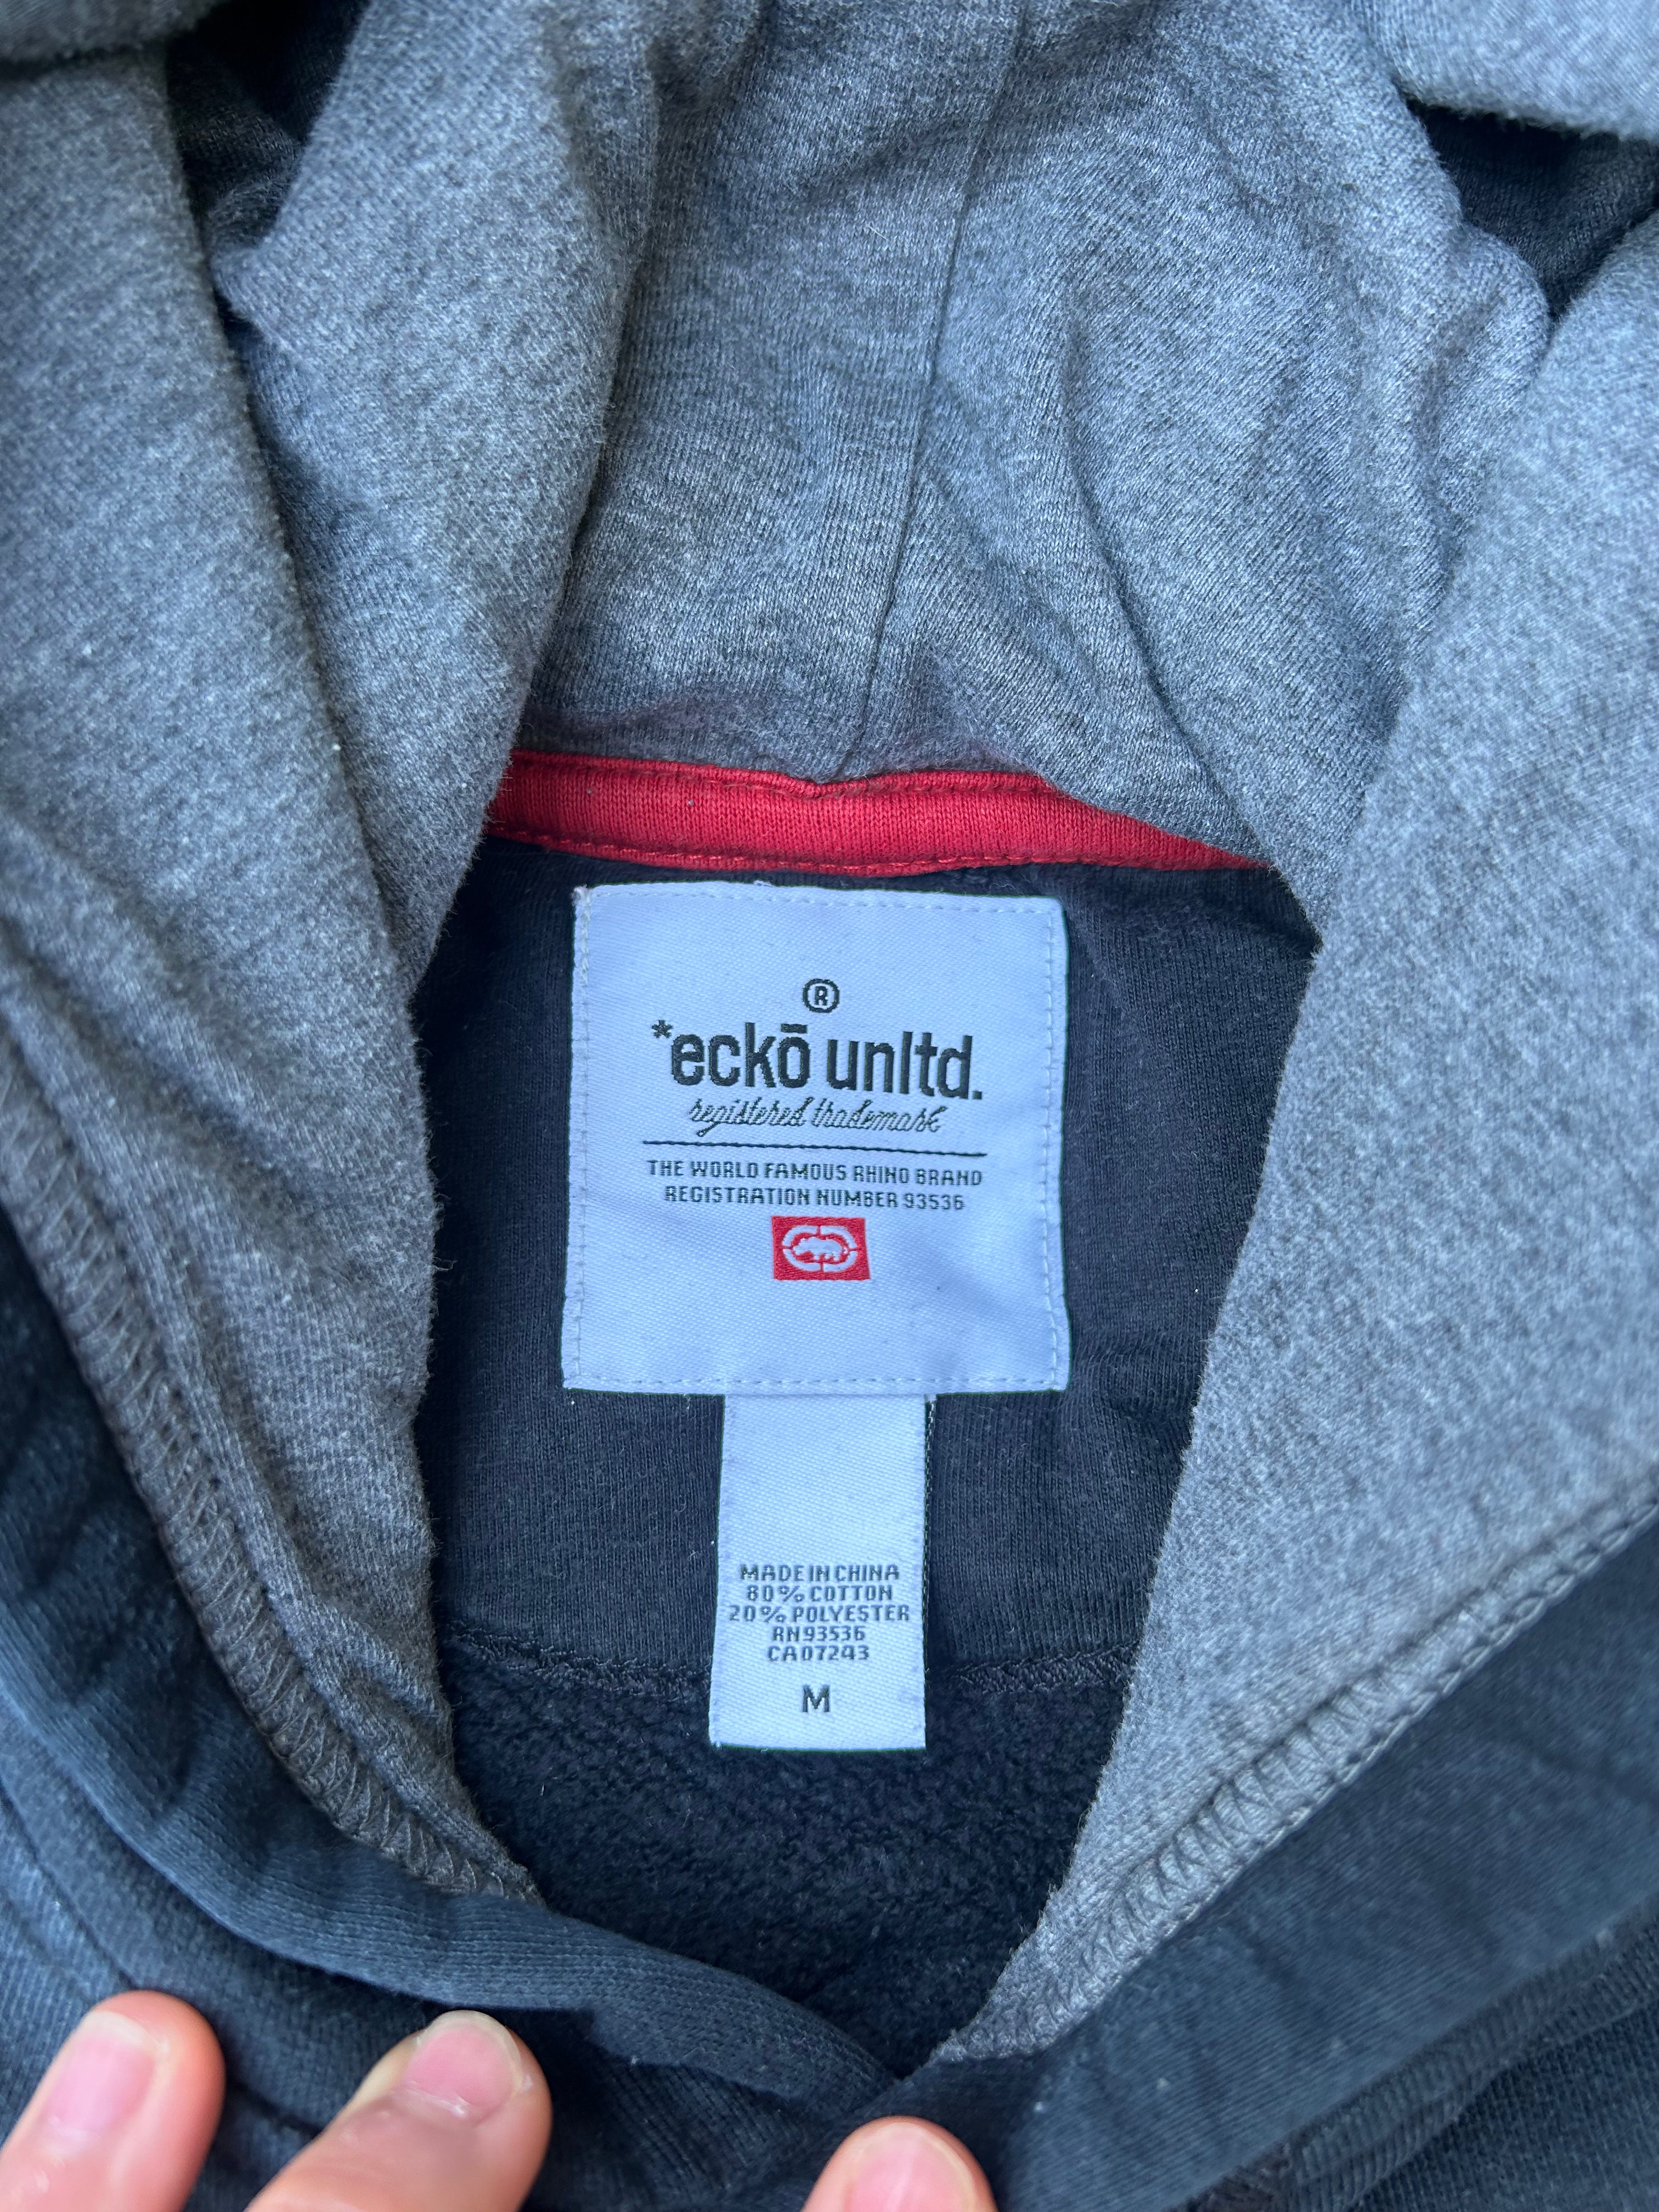 ®
*eckō unltd.
registered trademark
THE WORLD FAMOUS RHINO BRAND
REGISTRATION NUMBER 93536
MADE IN CHINA
80% COTTON
20% POLYESTER
RN93536
CA07243
M